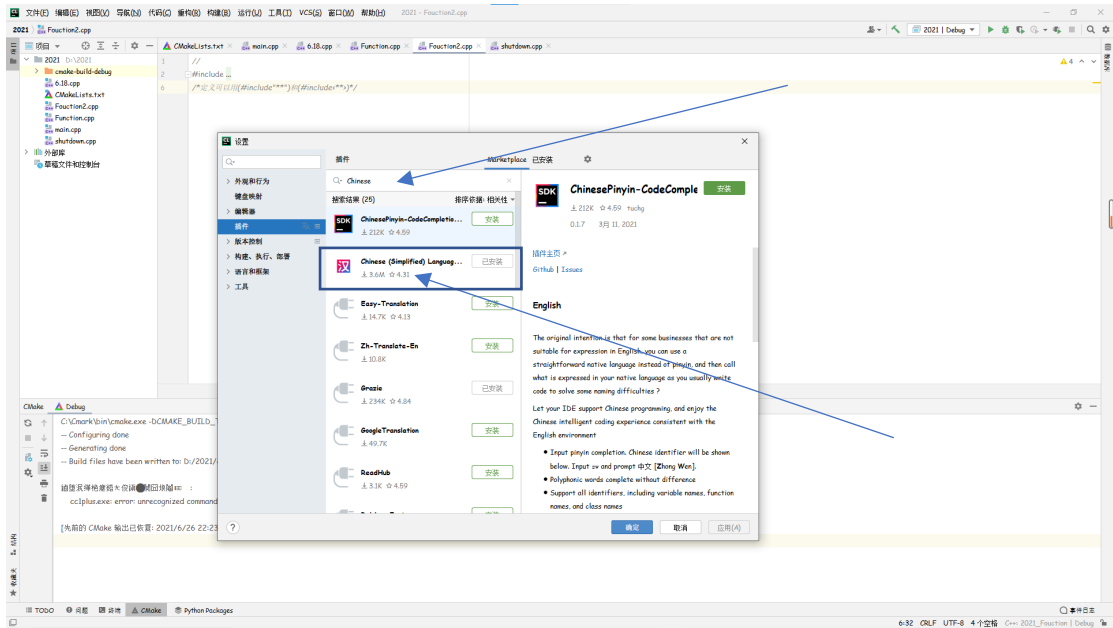 文件(F) 编辑(E) 视图(V) 导航(N) 代码(C) 重构(R) 构建(B) 运行(U) 工具(T) VCS(S) 窗口(W) 帮助(H) 2021 - Fouction2.cpp
2021 Fouction2.cpp 2021 | Debug
项目 CMakeLists.txt main.cpp 6.18.cpp Function.cpp Fouction2.cpp shutdown.cpp
2021 D:\2021
cmake-build-debug
6.18.cpp
CMakeLists.txt
Fouction2.cpp
Function.cpp
main.cpp
shutdown.cpp
外部库
草稿文件和控制台
1 //
2 #include ...
6 /*定义可以用(#include"**")和(#include<**>)*/
4
数据库
设置
插件 Marketplace 已安装
外观和行为
键盘映射
编辑器
插件
版本控制
构建、执行、部署
语言和框架
工具
Chinese
搜索结果 (25) 排序依据: 相关性
ChinesePinyin-CodeCompletio... 安装
212K 4.59
Chinese (Simplified) Languag... 已安装
3.6M 4.31
Easy-Translation 安装
14.7K 4.13
Zh-Translate-En 安装
10.8K
Grazie 已安装
234K 4.84
GoogleTranslation 安装
49.7K
ReadHub 安装
3.1K 4.59
SDK
ChinesePinyin-CodeComple 安装
212K 4.59 tuchg
0.1.7 3月 11, 2021
插件主页
Github | Issues
English
The original intention is that for some businesses that are not
suitable for expression in English, you can use a
straightforward native language instead of pinyin, and then call
what is expressed in your native language as you usually write
code to solve some naming difficulties ?
Let your IDE support Chinese programming, and enjoy the
Chinese intelligent coding experience consistent with the
English environment
Input pinyin completion, Chinese identifier will be shown
below. Input zw and prompt 中文 [Zhong Wen].
Polyphonic words complete without difference
Support all identifiers, including variable names, function
names, and class names
? 确定 取消 应用(A)
CMake Debug
C:\Cmark\bin\cmake.exe -DCMAKE_BUILD_T
-- Configuring done
-- Generating done
-- Build files have been written to: D:/2021/
cc1plus.exe: error: unrecognized command
[先前的 CMake 输出已恢复: 2021/6/26 22:23
结构
收藏夹
TODO 问题 终端 CMake Python Packages 事件日志
6:32 CRLF UTF-8 4 个空格 C++: 2021_Fouction | Debug